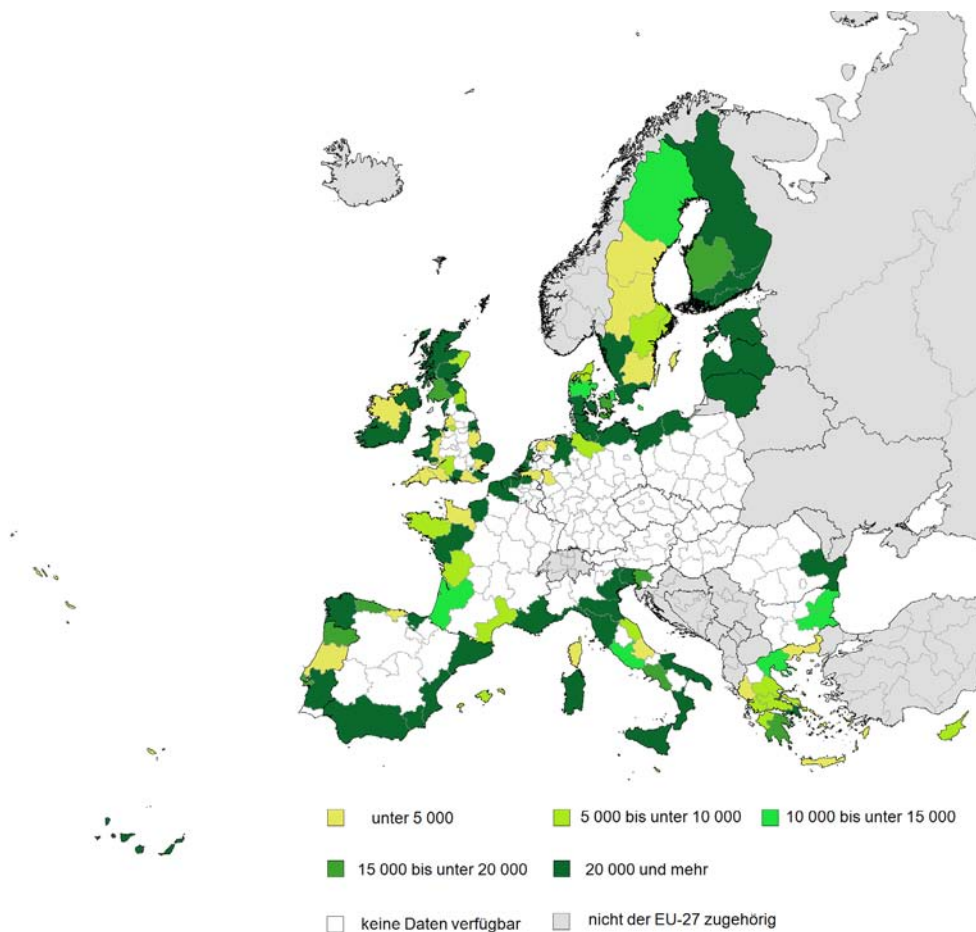 unter 5 000
5 000 bis unter 10 000
10 000 bis unter 15 000
15 000 bis unter 20 000
20 000 und mehr
keine Daten verfügbar
nicht der EU-27 zugehörig